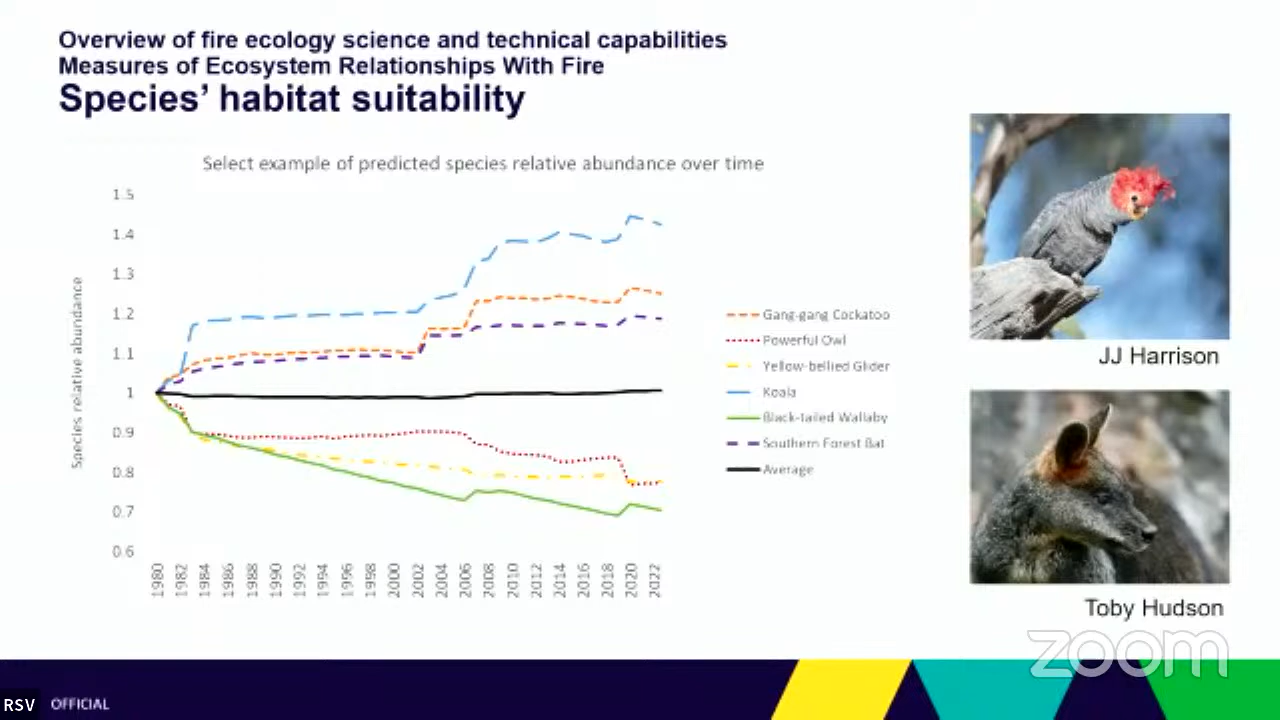 Overview of fire ecology science and technical capabilities
Measures of Ecosystem Relationships With Fire
Species' habitat suitability
Select example of predicted species relative abundance over time
1.5
1.4
1.3
1.2
1.1
1
0.9
0.8
0.7
0.6
Species relative abundance
1980
1982
1984
1986
1988
1990
1992
1994
1996
1998
2000
2002
2004
2006
2008
2010
2012
2014
2016
2018
2020
2022
Gang-gang Cockatoo
Powerful Owl
Yellow-bellied Glider
Koala
Black-tailed Wallaby
Southern Forest Bat
Average
JJ Harrison
Toby Hudson
zoom
RSV
OFFICIAL